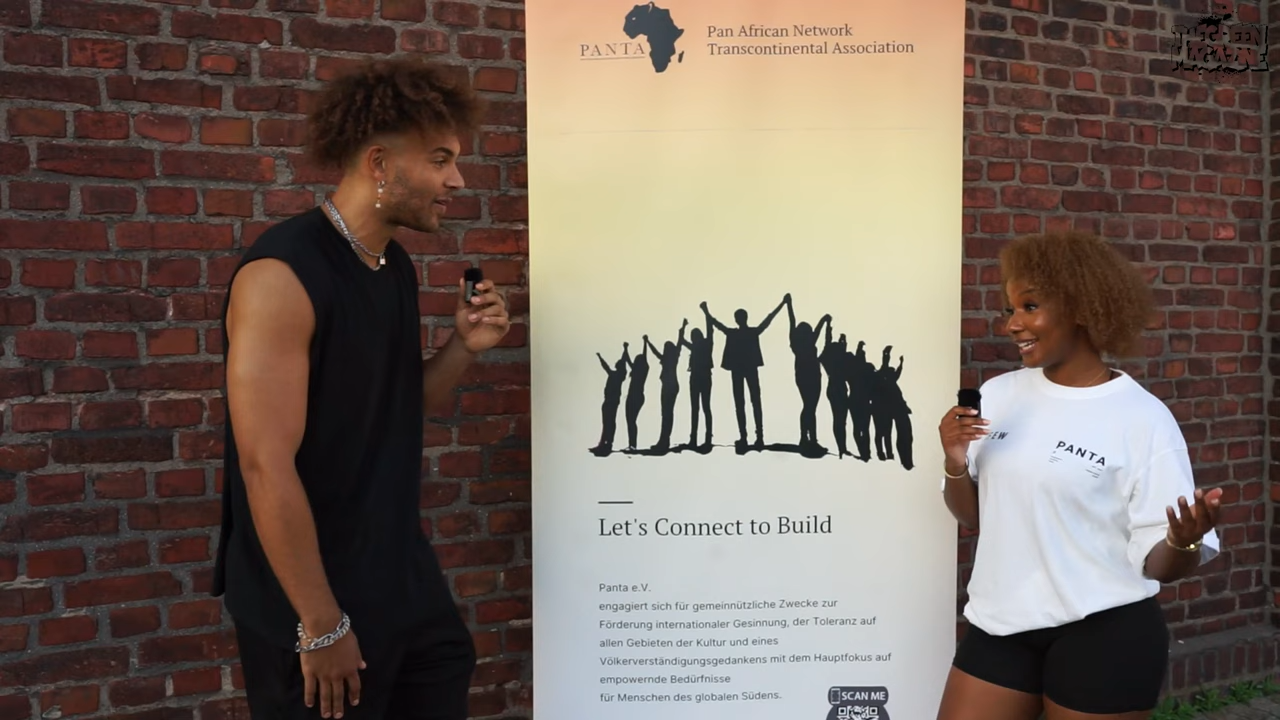 PANTA
Pan African Network
Transcontinental Association
Let's Connect to Build
Panta e.V.
engagiert sich für gemeinnützliche Zwecke zur
Förderung internationaler Gesinnung, der Toleranz auf
allen Gebieten der Kultur und eines
Völkerverständigungsgedankens mit dem Hauptfokus auf
empowernde Bedürfnisse
für Menschen des globalen Südens.
SCAN ME
PANTA
MAGAZINE